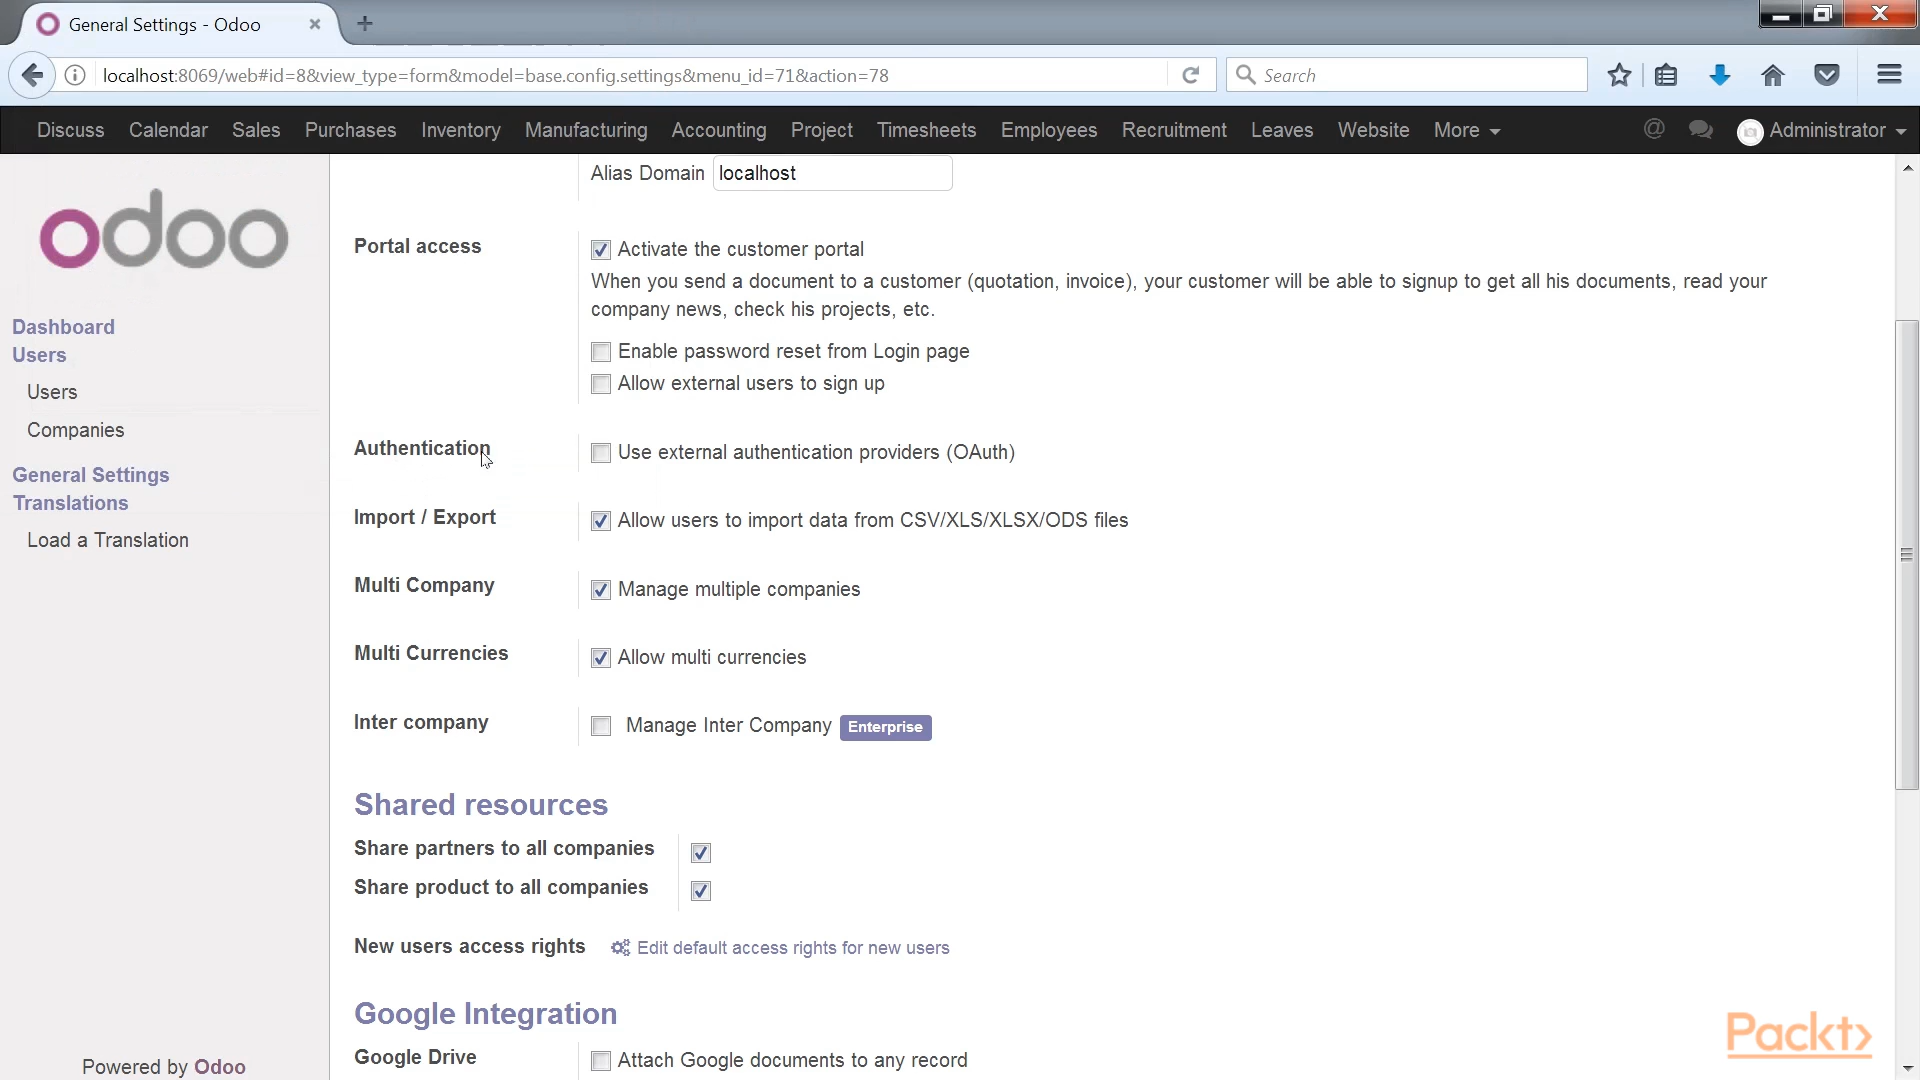 General Settings - Odoo
localhost:8069/web#id=8&view_type=form&model=base.config.settings&menu_id=71&action=78
Search
Discuss Calendar Sales Purchases Inventory Manufacturing Accounting Project Timesheets Employees Recruitment Leaves Website More @ Administrator
odoo
Dashboard
Users
Users
Companies
General Settings
Translations
Load a Translation
Powered by Odoo
Alias Domain localhost
Portal access
Activate the customer portal
When you send a document to a customer (quotation, invoice), your customer will be able to signup to get all his documents, read your
company news, check his projects, etc.
Enable password reset from Login page
Allow external users to sign up
Authentication
Use external authentication providers (OAuth)
Import / Export
Allow users to import data from CSV/XLS/XLSX/ODS files
Multi Company
Manage multiple companies
Multi Currencies
Allow multi currencies
Inter company
Manage Inter Company Enterprise
Shared resources
Share partners to all companies
Share product to all companies
New users access rights
Edit default access rights for new users
Google Integration
Google Drive
Attach Google documents to any record
Packt>